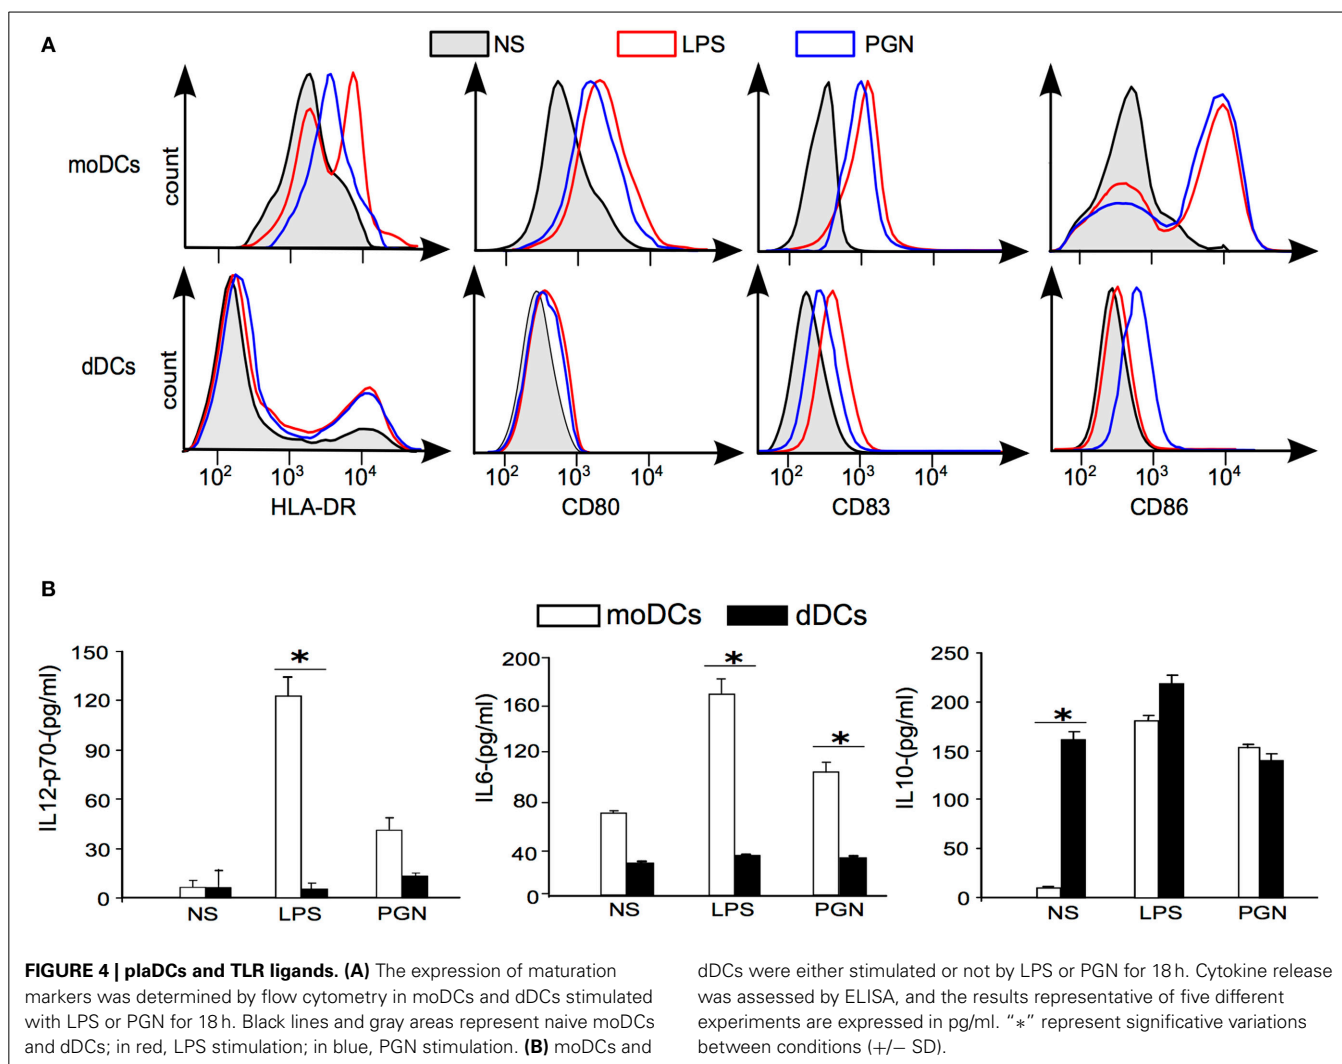 A
NS LPS PGN
moDCs
count
dDCs
count
10² 10³ 10⁴
HLA-DR
10² 10³ 10⁴
CD80
10² 10³ 10⁴
CD83
10² 10³ 10⁴
CD86
B
moDCs dDCs
IL12-p70-(pg/ml)
150
120
90
60
30
0
*
NS LPS PGN
IL6-(pg/ml)
200
160
120
80
40
0
*
*
NS LPS PGN
IL10-(pg/ml)
250
200
150
100
50
0
*
NS LPS PGN
FIGURE 4 | plaDCs and TLR ligands. (A) The expression of maturation
markers was determined by flow cytometry in moDCs and dDCs stimulated
with LPS or PGN for 18 h. Black lines and gray areas represent naive moDCs
and dDCs; in red, LPS stimulation; in blue, PGN stimulation. (B) moDCs and
dDCs were either stimulated or not by LPS or PGN for 18 h. Cytokine release
was assessed by ELISA, and the results representative of five different
experiments are expressed in pg/ml. “*” represent significative variations
between conditions (+/− SD).